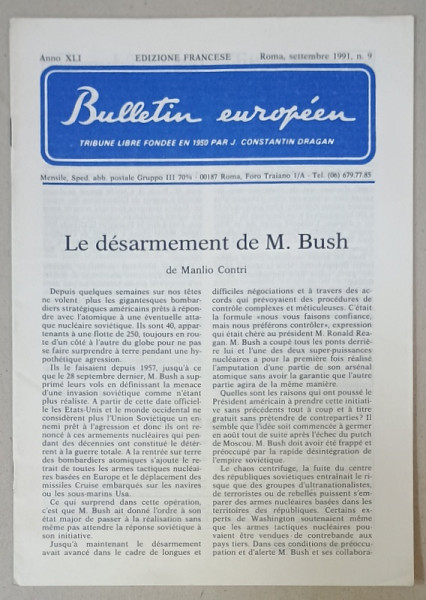 Anno XLI EDIZIONE FRANCESE Roma, settembre 1991, n. 9
Bulletin européen
TRIBUNE LIBRE FONDEE EN 1950 PAR J. CONSTANTIN DRAGAN
Mensile, Sped. abb. postale Gruppo III 70% - 00187 Roma, Foro Traiano 1/A - Tel. (06) 679.77.85
Le désarmement de M. Bush
de Manlio Contri
Depuis quelques semaines sur nos têtes
ne volent plus les gigantesques bombar-
diers stratégiques américains prêts à répon-
dre avec l'atomique à une éventuelle atta-
que nucléaire soviétique. Ils sont 40, appar-
tenants à une flotte de 250, toujours en rou-
te d'un côté à l'autre du globe pour ne pas
se faire surprendre à terre pendant une hy-
pothétique agression.
Ils le faisaient depuis 1957, jusqu'à ce
que le 28 septembre dernier, M. Bush a sup-
primé leurs vols en définissant la menace
d'une invasion soviétique comme n'étant
plus réaliste. A partir de cette date officiel-
le les Etats-Unis et le monde occidental ne
considèrent plus l'Union Soviétique un en-
nemi prêt à l'agression et donc ils ont re-
noncé à ces armements nucléaires qui pen-
dant des décennies ont constitué le déter-
rent à la guerre totale. A la rentrée sur terre
des bombardiers atomiques s'ajoute le re-
trait de toutes les armes tactiques nucléai-
res basées en Europe et le déplacement des
missiles Cruise embarqués sur les navires
ou les sous-marins Usa.
Ce qui surprend dans cette opération,
c'est que M. Bush ait donné l'ordre à son
état major de passer à la réalisation sans
même pas attendre la réponse soviétique à
son initiative.
Jusqu'à maintenant le désarmement
avait avancé dans le cadre de longues et
difficiles négociations et à travers des ac-
cords qui prévoyaient des procédures de
contrôle complexes et méticuleuses. C'était
la formule «nous vous faisons confiance,
mais nous préférons contrôler», expression
qui était chère au président M. Ronald Rea-
gan. M. Bush a coupé tous les ponts derriè-
re lui et l'une des deux super-puissances
nucléaires a pour la première fois réalisé
l'amputation d'une partie de son arsénal
atomique sans avoir la garantie que l'autre
partie agira de la même manière.
Quelles sont les raisons qui ont poussé le
Président américain à prendre cette initiati-
ve sans précédents tout à coup et à titre
gratuit sans prétendre de contreparties? Il
semble que l'idée soit commencée à germer
en août tout de suite après l'échec du putch
de Moscou. M. Bush doit avoir été frappé et
préoccupé par la rapide désintégration de
l'empire soviétique.
Le chaos centrifuge, la fuite du centre
des républiques soviétiques entraînait le ris-
que que des groupes d'ultranationalistes,
de terroristes ou de rebelles puissent s'em-
parer des armes nucléaires basées dans les
territoires des républiques. Certains ex-
perts de Washington soutenaient même
que les armes tactiques nucléaires pou-
vaient être vendues de contrebande aux
pays tiers. Dans ces conditions de préoccu-
pation et d'alerte M. Bush et ses collabora-